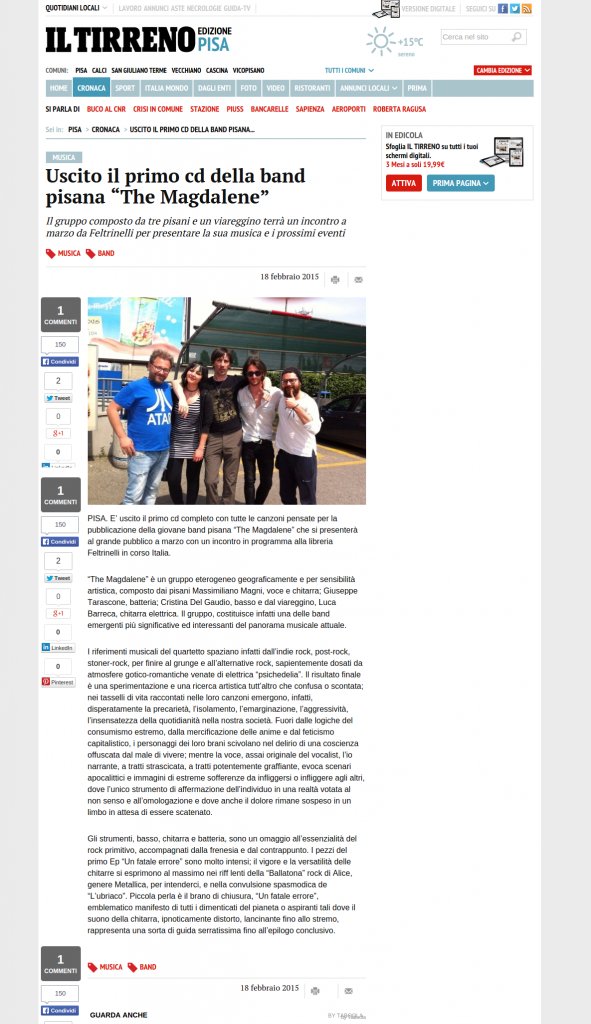 QUOTIDIANI LOCALI
LAVORO ANNUNCI ASTE NECROLOGIE GUIDA-TV
VERSIONE DIGITALE
SEGUICI SU
IL TIRRENO EDIZIONE PISA
+15°C
sereno
Cerca nel sito
COMUNI: PISA CALCI SAN GIULIANO TERME VECCHIANO CASCINA VICOPISANO
TUTTI I COMUNI
CAMBIA EDIZIONE
HOME CRONACA SPORT ITALIA MONDO DAGLI ENTI FOTO VIDEO RISTORANTI ANNUNCI LOCALI PRIMA
SI PARLA DI BUCO AL CNR CRISI IN COMUNE STAZIONE PIUSS BANCARELLE SAPIENZA AEROPORTI ROBERTA RAGUSA
Sei in: PISA > CRONACA > USCITO IL PRIMO CD DELLA BAND PISANA...
IN EDICOLA
Sfoglia IL TIRRENO su tutti i tuoi
schermi digitali.
3 Mesi a soli 19,99€
ATTIVA
PRIMA PAGINA
MUSICA
Uscito il primo cd della band
pisana “The Magdalene”
Il gruppo composto da tre pisani e un viareggino terrà un incontro a
marzo da Feltrinelli per presentare la sua musica e i prossimi eventi
MUSICA BAND
18 febbraio 2015
1
COMMENTI
150
Condividi
2
Tweet
0
+1
0
LinkedIn
ATARI
1
COMMENTI
150
Condividi
2
Tweet
0
+1
0
LinkedIn
0
Pinterest
PISA. E’ uscito il primo cd completo con tutte le canzoni pensate per la
pubblicazione della giovane band pisana “The Magdalene” che si presenterà
al grande pubblico a marzo con un incontro in programma alla libreria
Feltrinelli in corso Italia.
“The Magdalene” è un gruppo eterogeneo geograficamente e per sensibilità
artistica, composto dai pisani Massimiliano Magni, voce e chitarra; Giuseppe
Tarascone, batteria; Cristina Del Gaudio, basso e dal viareggino, Luca
Barreca, chitarra elettrica. Il gruppo, costituisce infatti una delle band
emergenti più significative ed interessanti del panorama musicale attuale.
I riferimenti musicali del quartetto spaziano infatti dall’indie rock, post-rock,
stoner-rock, per finire al grunge e all’alternative rock, sapientemente dosati da
atmosfere gotico-romantiche venate di elettrica “psichedelia”. Il risultato finale
è una sperimentazione e una ricerca artistica tutt’altro che confusa o scontata;
nei tasselli di vita raccontati nelle loro canzoni emergono, infatti,
disperatamente la precarietà, l’isolamento, l’emarginazione, l’aggressività,
l’insensatezza della quotidianità nella nostra società. Fuori dalle logiche del
consumismo estremo, dalla mercificazione delle anime e dal feticismo
capitalistico, i personaggi dei loro brani scivolano nel delirio di una coscienza
offuscata dal male di vivere; mentre la voce, assai originale del vocalist, l’io
narrante, a tratti strascicata, a tratti potentemente graffiante, evoca scenari
apocalittici e immagini di estreme sofferenze da infliggersi o infliggere agli altri,
dove l’unico strumento di affermazione dell’individuo in una realtà votata al
non senso e all’omologazione e dove anche il dolore rimane sospeso in un
limbo in attesa di essere scatenato.
Gli strumenti, basso, chitarra e batteria, sono un omaggio all’essenzialità del
rock primitivo, accompagnati dalla frenesia e dal contrappunto. I pezzi del
primo Ep “Un fatale errore” sono molto intensi; il vigore e la versatilità delle
chitarre si esprimono al massimo nei riff lenti della “Ballatona” rock di Alice,
genere Metallica, per intenderci, e nella convulsione spasmodica de
“L’ubriaco”. Piccola perla è il brano di chiusura, “Un fatale errore”,
emblematico manifesto di tutti i dimenticati del pianeta o aspiranti tali dove il
suono della chitarra, ipnoticamente distorto, lancinante fino allo stremo,
rappresenta una sorta di guida serratissima fino all’epilogo conclusivo.
1
COMMENTI
150
Condividi
MUSICA BAND
18 febbraio 2015
GUARDA ANCHE